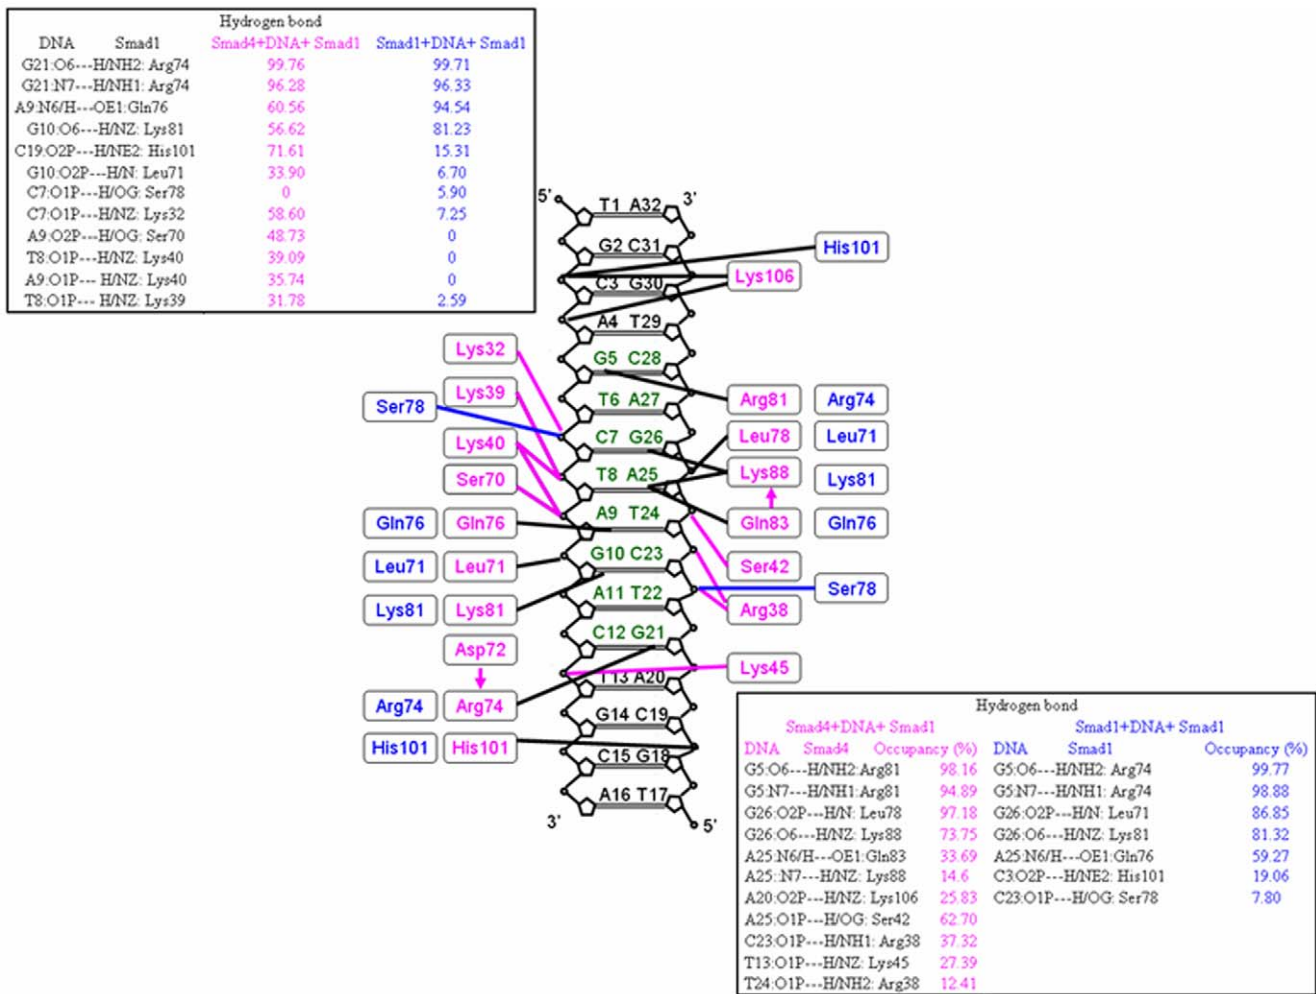 Hydrogen bond
DNA Smad1 Smad4+DNA+ Smad1 Smad1+DNA+ Smad1
G21:O6---H/NH2: Arg74 99.76 99.71
G21:N7---H/NH1: Arg74 96.28 96.33
A9:N6/H---OE1:Gln76 60.56 94.54
G10:O6---H/NZ: Lys81 56.62 81.23
C19:O2P---H/NE2: His101 71.61 15.31
G10:O2P---H/N: Leu71 33.90 6.70
C7:O1P---H/OG: Ser78 0 5.90
C7:O1P---H/NZ: Lys32 58.60 7.25
A9:O2P---H/OG: Ser70 48.73 0
T8:O1P---H/NZ: Lys40 39.09 0
A9:O1P--- H/NZ: Lys40 35.74 0
T8:O1P--- H/NZ: Lys39 31.78 2.59
5' 3'
T1 A32
G2 C31
His101
C3 G30 Lys106
A4 T29
Lys32 G5 C28
Lys39 T6 A27 Arg81 Arg74
Ser78
Lys40 C7 G26 Leu78 Leu71
Ser70 T8 A25 Lys88 Lys81
Gln76 Gln76 A9 T24 Gln83 Gln76
Leu71 Leu71 G10 C23 Ser42
Lys81 Lys81 A11 T22 Arg38 Ser78
Asp72 C12 G21
T13 A20 Lys45
Arg74 Arg74
G14 C19
His101 His101
C15 G18
A16 T17
3' 5'
Hydrogen bond
Smad4+DNA+ Smad1 Smad1+DNA+ Smad1
DNA Smad4 Occupancy (%) DNA Smad1 Occupancy (%)
G5:O6---H/NH2:Arg81 98.16 G5:O6---H/NH2: Arg74 99.77
G5:N7---H/NH1:Arg81 94.89 G5:N7---H/NH1: Arg74 98.88
G26:O2P---H/N: Leu78 97.18 G26:O2P---H/N: Leu71 86.85
G26:O6---H/NZ: Lys88 73.75 G26:O6---H/NZ: Lys81 81.32
A25:N6/H---OE1:Gln83 33.69 A25:N6/H---OE1:Gln76 59.27
A25::N7---H/NZ: Lys88 14.6 C3:O2P---H/NE2: His101 19.06
A20:O2P---H/NZ: Lys106 25.83 C23:O1P---H/OG: Ser78 7.80
A25:O1P---H/OG: Ser42 62.70
C23:O1P---H/NH1: Arg38 37.32
T13:O1P---H/NZ: Lys45 27.39
T24:O1P---H/NH2: Arg38 12.41